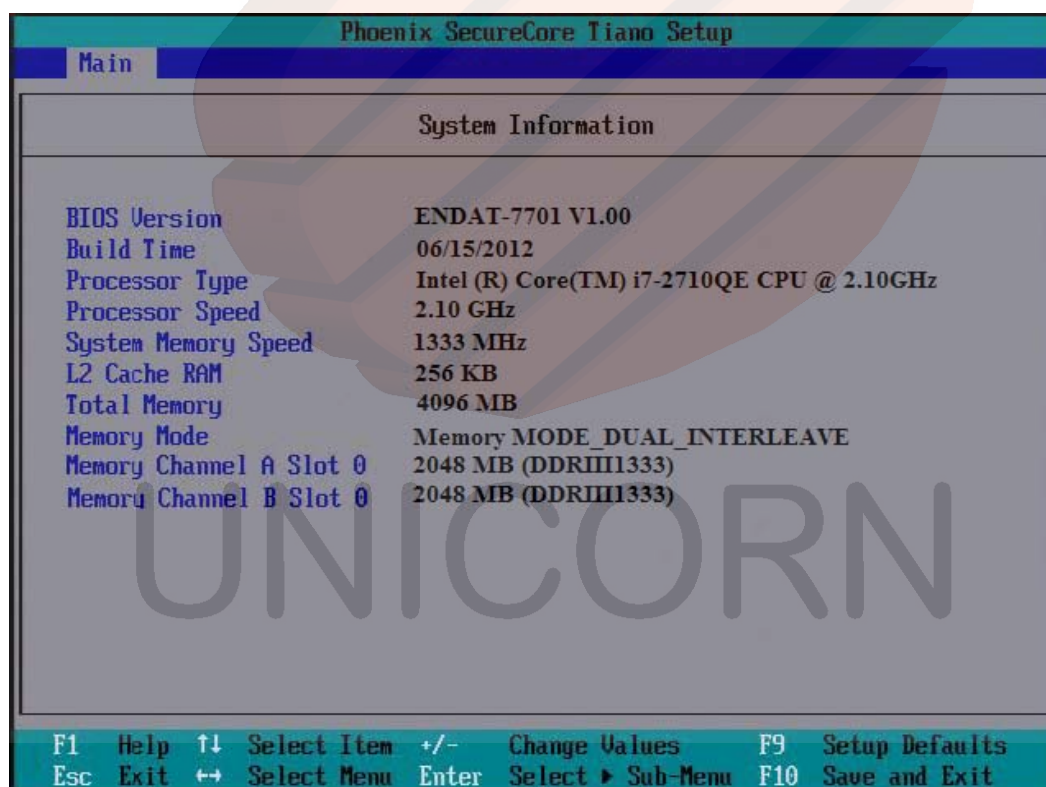 Phoenix SecureCore Tiano Setup
Main
System Information
BIOS Version ENDAT-7701 V1.00
Build Time 06/15/2012
Processor Type Intel (R) Core(TM) i7-2710QE CPU @ 2.10GHz
Processor Speed 2.10 GHz
System Memory Speed 1333 MHz
L2 Cache RAM 256 KB
Total Memory 4096 MB
Memory Mode Memory MODE_DUAL_INTERLEAVE
Memory Channel A Slot 0 2048 MB (DDRIII1333)
Memory Channel B Slot 0 2048 MB (DDRIII1333)
UNICORN
F1 Help ↑↓ Select Item +/- Change Values F9 Setup Defaults
Esc Exit ↔ Select Menu Enter Select ▶ Sub-Menu F10 Save and Exit